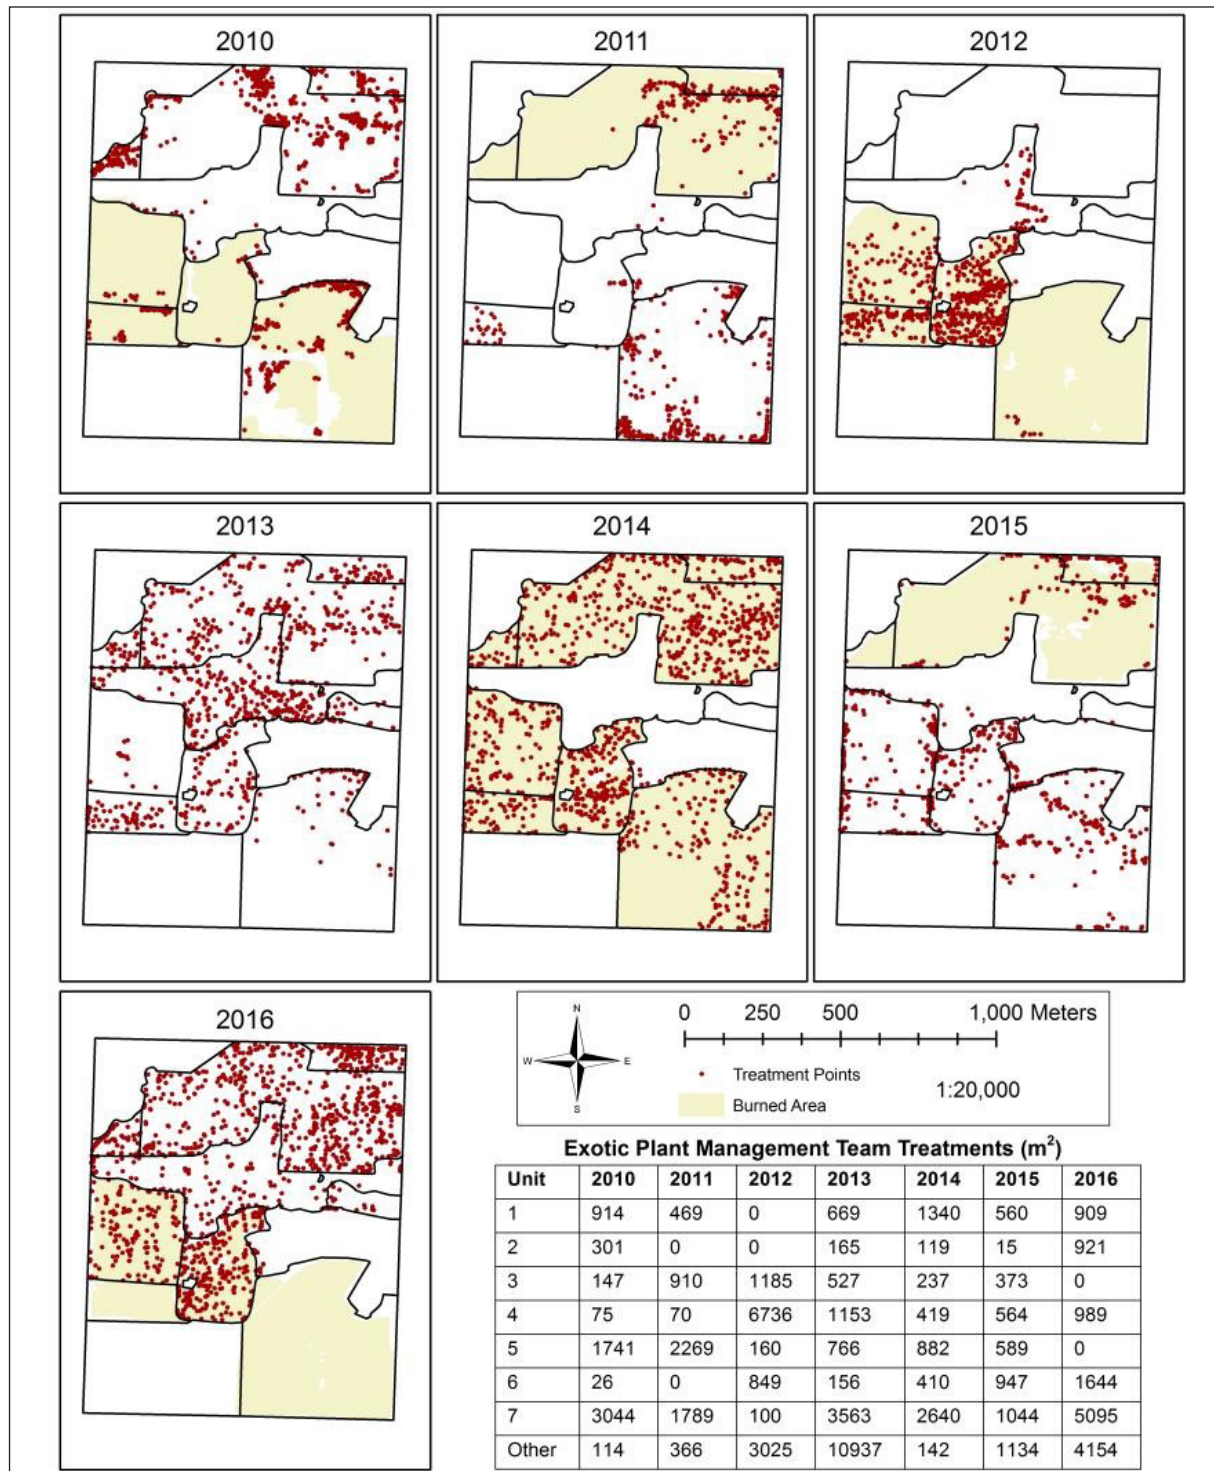 2010
2011
2012
2013
2014
2015
2016
N
W
E
S
0 250 500 1,000 Meters
Treatment Points
1:20,000
Burned Area
Exotic Plant Management Team Treatments (m²)
Unit 2010 2011 2012 2013 2014 2015 2016
1 914 469 0 669 1340 560 909
2 301 0 0 165 119 15 921
3 147 910 1185 527 237 373 0
4 75 70 6736 1153 419 564 989
5 1741 2269 160 766 882 589 0
6 26 0 849 156 410 947 1644
7 3044 1789 100 3563 2640 1044 5095
Other 114 366 3025 10937 142 1134 4154